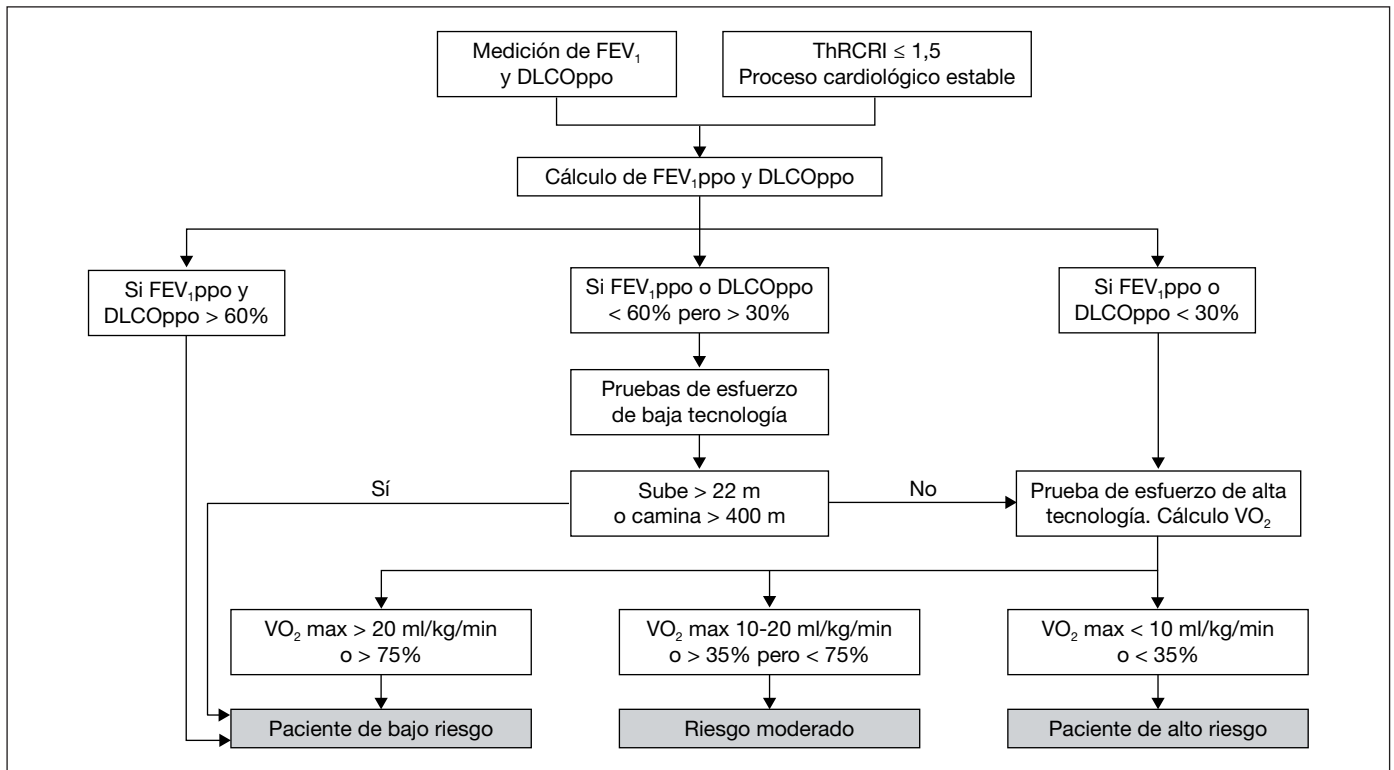 Medición de FEV₁
y DLCOppo
ThRCRI ≤ 1,5
Proceso cardiológico estable
Cálculo de FEV₁ppo y DLCOppo
Si FEV₁ppo y
DLCOppo > 60%
Si FEV₁ppo o DLCOppo
< 60% pero > 30%
Si FEV₁ppo o
DLCOppo < 30%
Pruebas de esfuerzo
de baja tecnología
Sí
Sube > 22 m
o camina > 400 m
No
Prueba de esfuerzo de alta
tecnología. Cálculo VO₂
VO₂ max > 20 ml/kg/min
o > 75%
VO₂ max 10-20 ml/kg/min
o > 35% pero < 75%
VO₂ max < 10 ml/kg/min
o < 35%
Paciente de bajo riesgo
Riesgo moderado
Paciente de alto riesgo